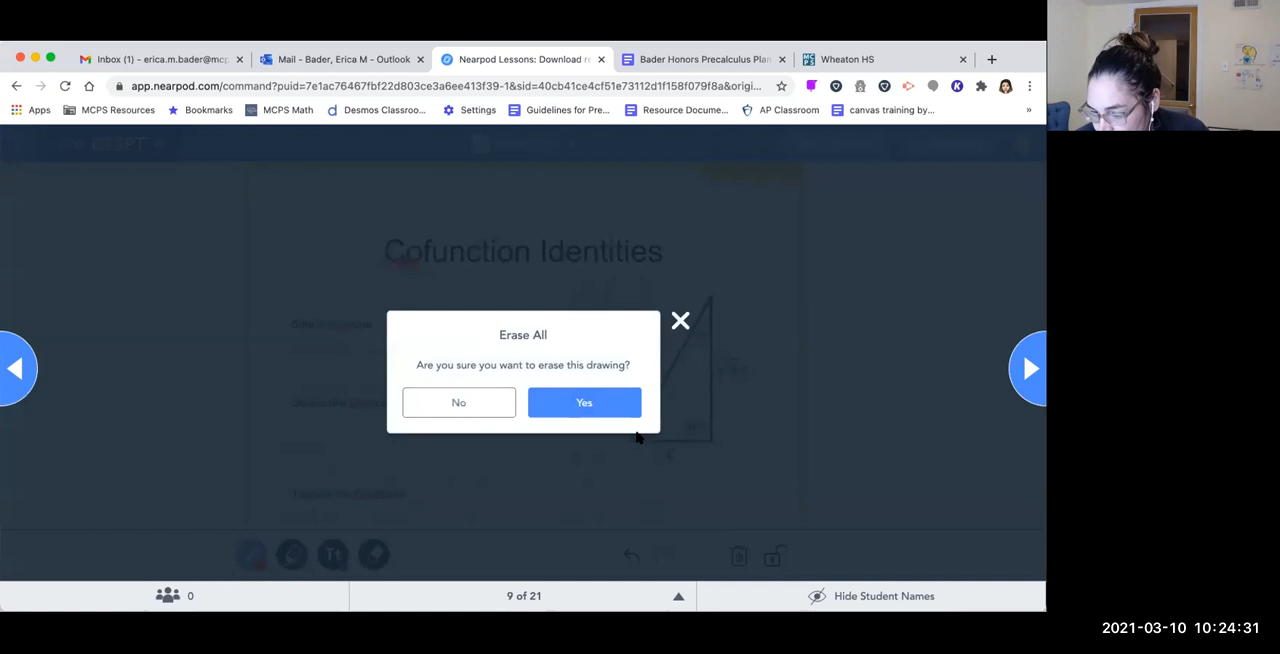 Inbox (1) - erica.m.bader@mcp
Mail - Bader, Erica M - Outlook
Nearpod Lessons: Download r
Bader Honors Precalculus Plan
Wheaton HS
app.nearpod.com/command?puid=7e1ac76467fbf22d803ce3a6ee413f39-1&sid=40cb41ce4cf51e73112d1f158f079f8a&origi...
Apps
MCPS Resources
Bookmarks
MCPS Math
Desmos Classroo...
Settings
Guidelines for Pre...
Resource Docume...
AP Classroom
canvas training by...
»
Cofunction Identities
Erase All
Are you sure you want to erase this drawing?
No
Yes
Tt
0
9 of 21
Hide Student Names
2021-03-10 10:24:31